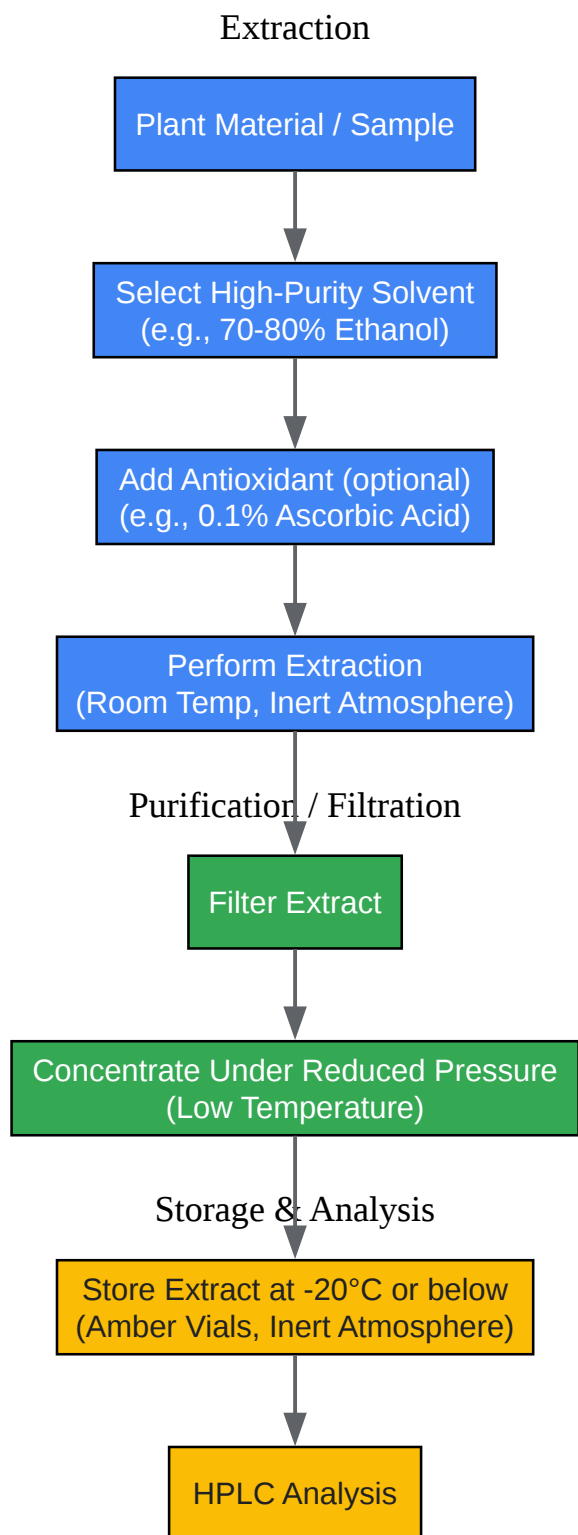 Extraction
Plant Material / Sample
Select High-Purity Solvent
(e.g., 70-80% Ethanol)
Add Antioxidant (optional)
(e.g., 0.1% Ascorbic Acid)
Perform Extraction
(Room Temp, Inert Atmosphere)
Purification / Filtration
Filter Extract
Concentrate Under Reduced Pressure
(Low Temperature)
Storage & Analysis
Store Extract at -20°C or below
(Amber Vials, Inert Atmosphere)
HPLC Analysis